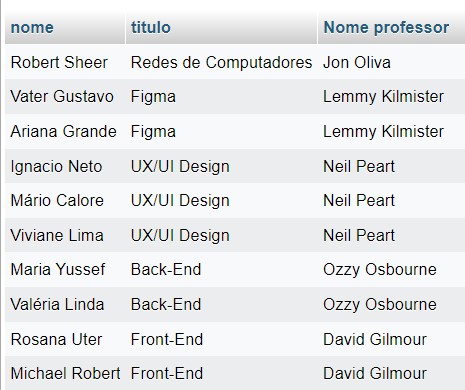 nome titulo Nome professor
Robert Sheer Redes de Computadores Jon Oliva
Vater Gustavo Figma Lemmy Kilmister
Ariana Grande Figma Lemmy Kilmister
Ignacio Neto UX/UI Design Neil Peart
Mário Calore UX/UI Design Neil Peart
Viviane Lima UX/UI Design Neil Peart
Maria Yussef Back-End Ozzy Osbourne
Valéria Linda Back-End Ozzy Osbourne
Rosana Uter Front-End David Gilmour
Michael Robert Front-End David Gilmour